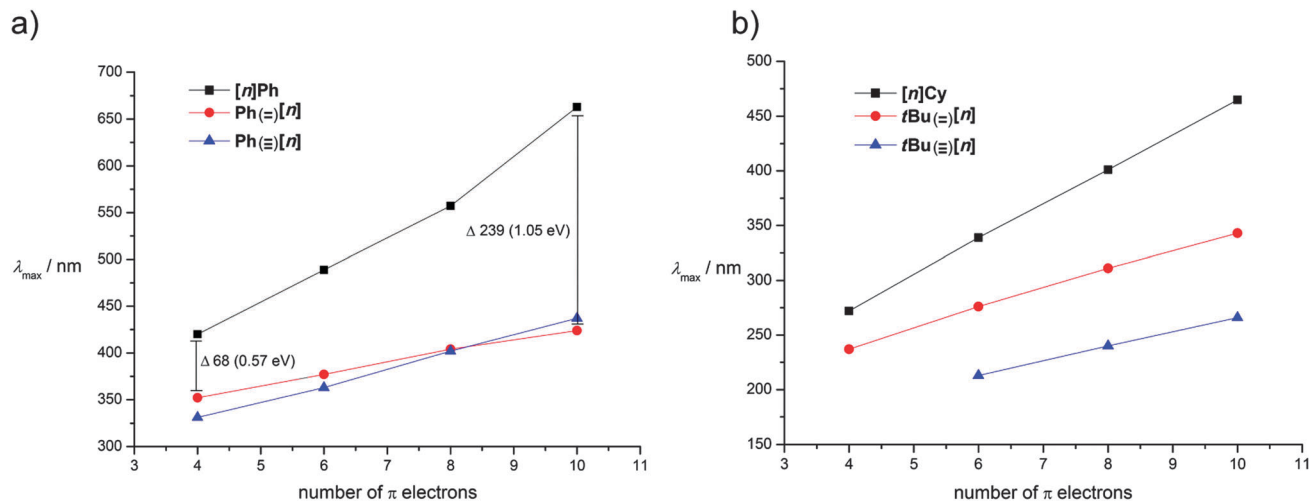 a)
700
650
600
550
500
450
400
350
300
λmax / nm
[n]Ph
Ph(=)[n]
Ph(≡)[n]
Δ 239 (1.05 eV)
Δ 68 (0.57 eV)
3 4 5 6 7 8 9 10 11
number of π electrons
b)
500
450
400
350
300
250
200
150
λmax / nm
[n]Cy
tBu(=)[n]
tBu(≡)[n]
3 4 5 6 7 8 9 10 11
number of π electrons